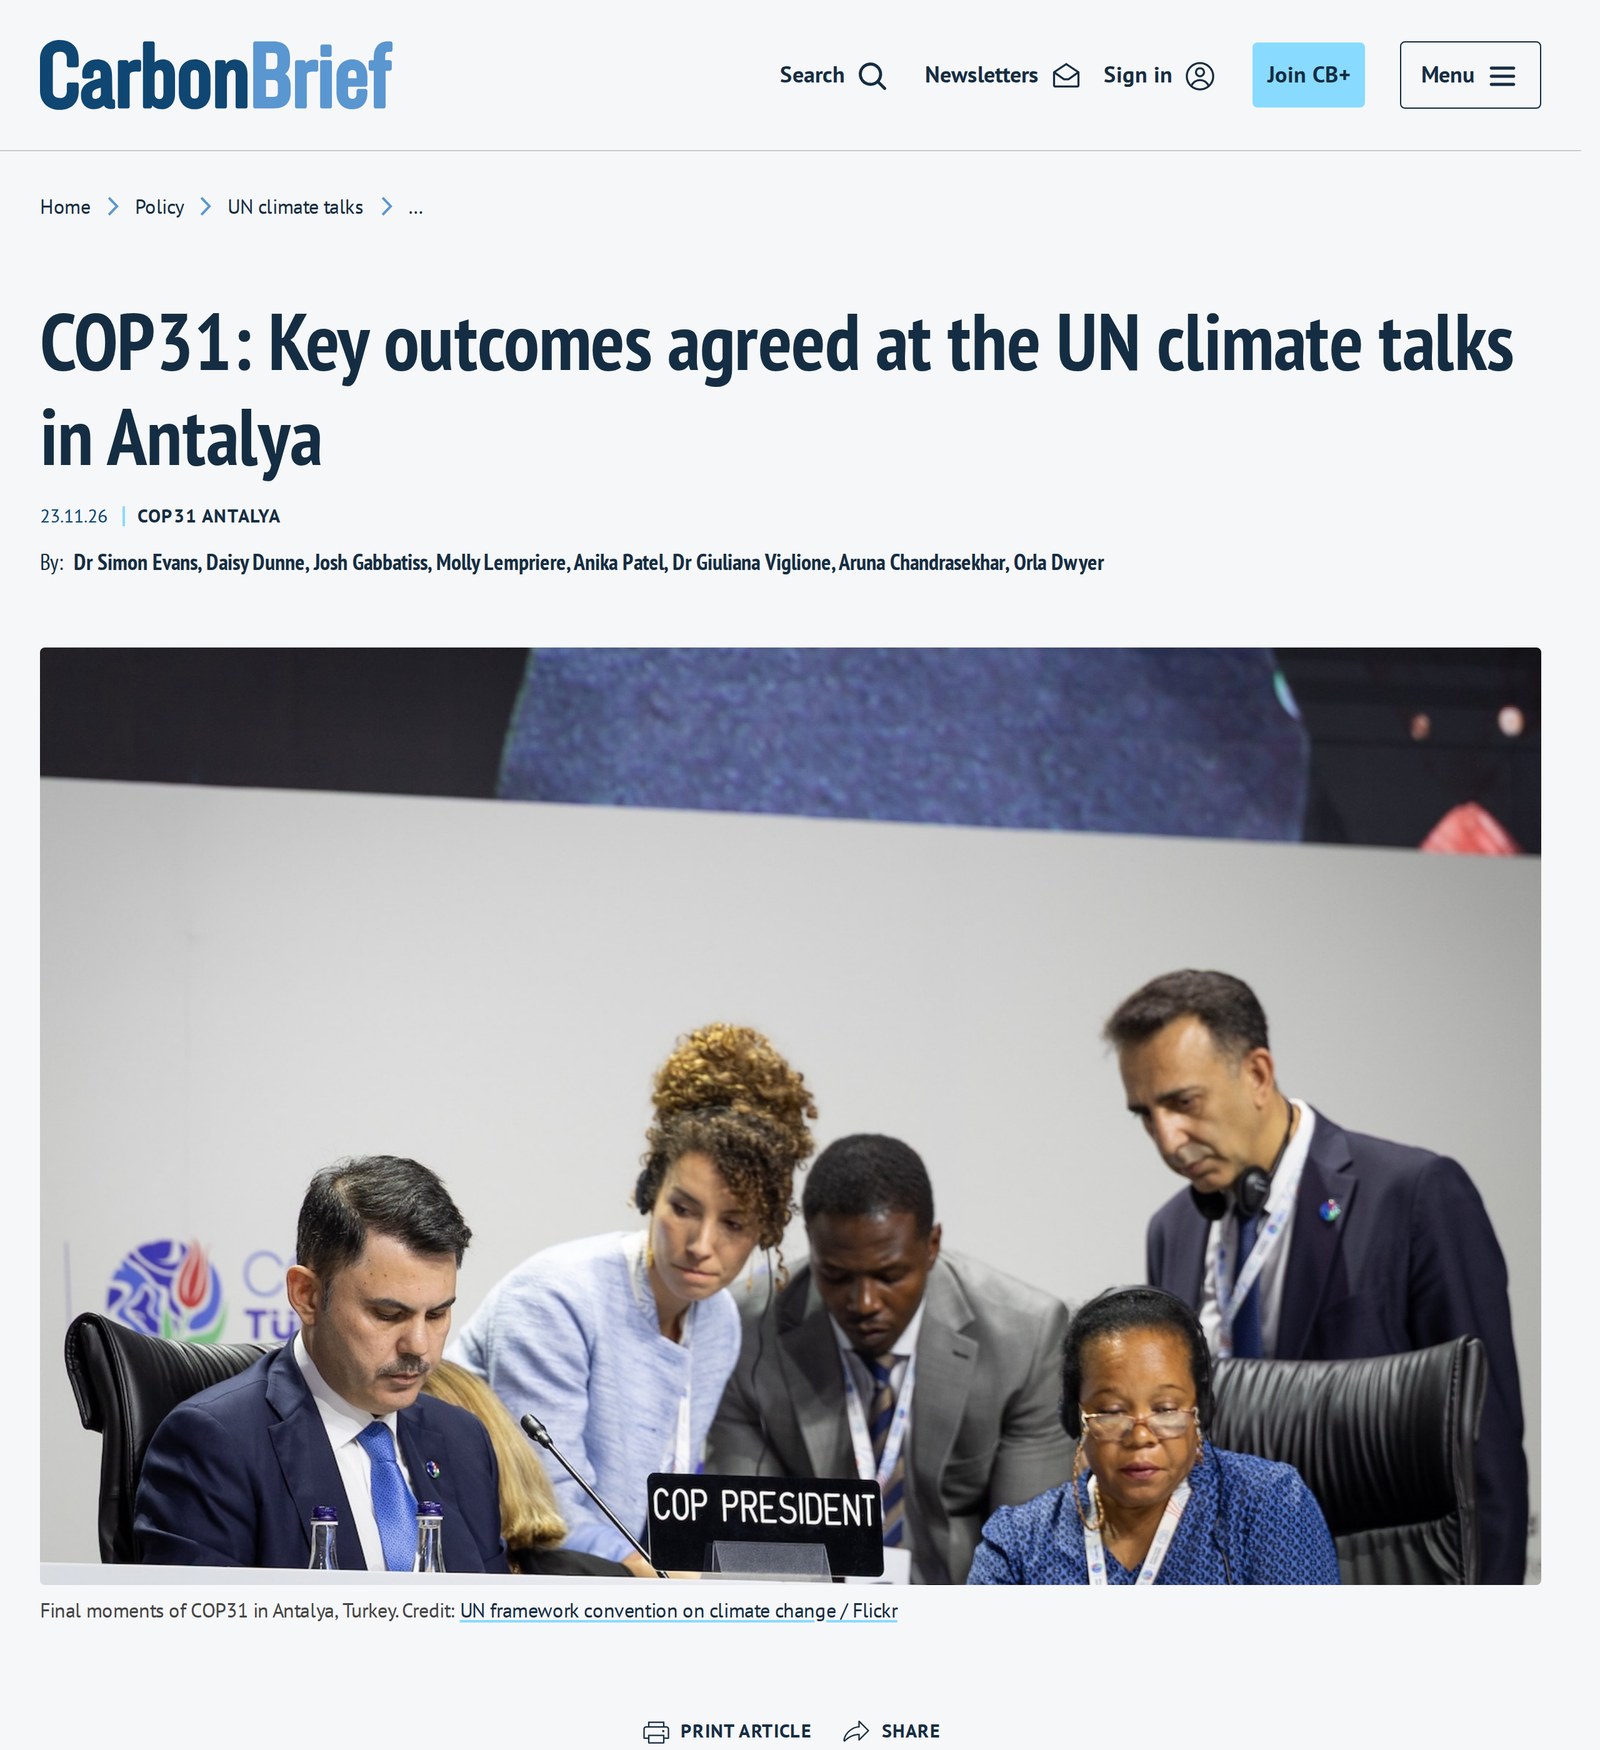 CarbonBrief
Search Newsletters Sign in Join CB+ Menu
Home Policy UN climate talks ...
COP31: Key outcomes agreed at the UN climate talks
in Antalya
23.11.26 | COP31 ANTALYA
By: Dr Simon Evans, Daisy Dunne, Josh Gabbatiss, Molly Lempriere, Anika Patel, Dr Giuliana Viglione, Aruna Chandrasekhar, Orla Dwyer
C
TÜ
COP PRESIDENT
Final moments of COP31 in Antalya, Turkey. Credit: UN framework convention on climate change / Flickr
PRINT ARTICLE SHARE